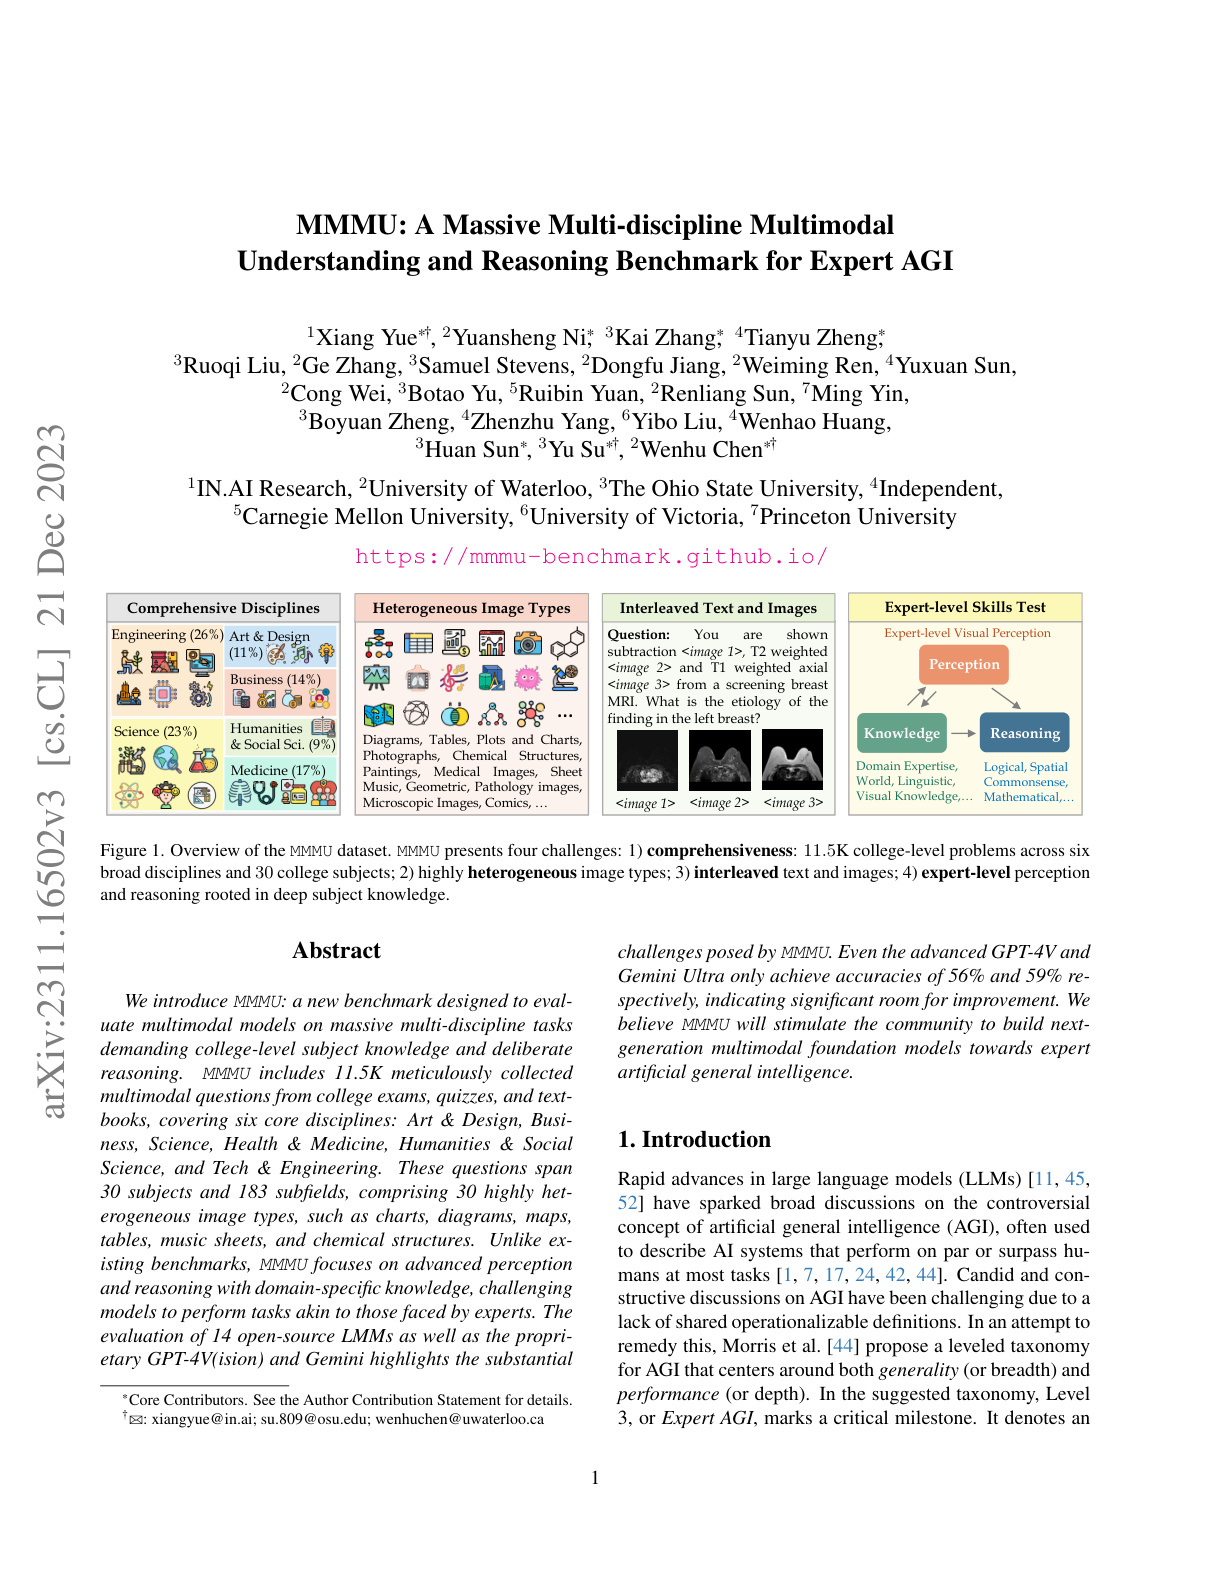 arXiv:2311.16502v3 [cs.CL] 21 Dec 2023
MMMU: A Massive Multi-discipline Multimodal
Understanding and Reasoning Benchmark for Expert AGI
¹Xiang Yue*†, ²Yuansheng Ni*, ³Kai Zhang*, ⁴Tianyu Zheng*,
³Ruoqi Liu, ²Ge Zhang, ³Samuel Stevens, ²Dongfu Jiang, ²Weiming Ren, ⁴Yuxuan Sun,
²Cong Wei, ³Botao Yu, ⁵Ruibin Yuan, ²Renliang Sun, ⁷Ming Yin,
³Boyuan Zheng, ⁴Zhenzhu Yang, ⁶Yibo Liu, ⁴Wenhao Huang,
³Huan Sun*, ³Yu Su*†, ²Wenhu Chen*†
¹IN.AI Research, ²University of Waterloo, ³The Ohio State University, ⁴Independent,
⁵Carnegie Mellon University, ⁶University of Victoria, ⁷Princeton University
https://mmmu-benchmark.github.io/
Comprehensive Disciplines
Engineering (26%)
Art & Design
(11%)
Business (14%)
Science (23%)
Humanities
& Social Sci. (9%)
Medicine (17%)
Heterogeneous Image Types
...
Diagrams, Tables, Plots and Charts,
Photographs, Chemical Structures,
Paintings, Medical Images, Sheet
Music, Geometric, Pathology images,
Microscopic Images, Comics, ...
Interleaved Text and Images
Question: You are shown
subtraction <image 1>, T2 weighted
<image 2> and T1 weighted axial
<image 3> from a screening breast
MRI. What is the etiology of the
finding in the left breast?
<image 1> <image 2> <image 3>
Expert-level Skills Test
Expert-level Visual Perception
Perception
Knowledge
Reasoning
Domain Expertise,
World, Linguistic,
Visual Knowledge,...
Logical, Spatial
Commonsense,
Mathematical,...
Figure 1. Overview of the MMMU dataset. MMMU presents four challenges: 1) comprehensiveness: 11.5K college-level problems across six
broad disciplines and 30 college subjects; 2) highly heterogeneous image types; 3) interleaved text and images; 4) expert-level perception
and reasoning rooted in deep subject knowledge.
Abstract
We introduce MMMU: a new benchmark designed to eval-
uate multimodal models on massive multi-discipline tasks
demanding college-level subject knowledge and deliberate
reasoning. MMMU includes 11.5K meticulously collected
multimodal questions from college exams, quizzes, and text-
books, covering six core disciplines: Art & Design, Busi-
ness, Science, Health & Medicine, Humanities & Social
Science, and Tech & Engineering. These questions span
30 subjects and 183 subfields, comprising 30 highly het-
erogeneous image types, such as charts, diagrams, maps,
tables, music sheets, and chemical structures. Unlike ex-
isting benchmarks, MMMU focuses on advanced perception
and reasoning with domain-specific knowledge, challenging
models to perform tasks akin to those faced by experts. The
evaluation of 14 open-source LMMs as well as the propri-
etary GPT-4V(ision) and Gemini highlights the substantial
*Core Contributors. See the Author Contribution Statement for details.
†✉: xiangyue@in.ai; su.809@osu.edu; wenhuchen@uwaterloo.ca
challenges posed by MMMU. Even the advanced GPT-4V and
Gemini Ultra only achieve accuracies of 56% and 59% re-
spectively, indicating significant room for improvement. We
believe MMMU will stimulate the community to build next-
generation multimodal foundation models towards expert
artificial general intelligence.
1. Introduction
Rapid advances in large language models (LLMs) [11, 45,
52] have sparked broad discussions on the controversial
concept of artificial general intelligence (AGI), often used
to describe AI systems that perform on par or surpass hu-
mans at most tasks [1, 7, 17, 24, 42, 44]. Candid and con-
structive discussions on AGI have been challenging due to a
lack of shared operationalizable definitions. In an attempt to
remedy this, Morris et al. [44] propose a leveled taxonomy
for AGI that centers around both generality (or breadth) and
performance (or depth). In the suggested taxonomy, Level
3, or Expert AGI, marks a critical milestone. It denotes an
1